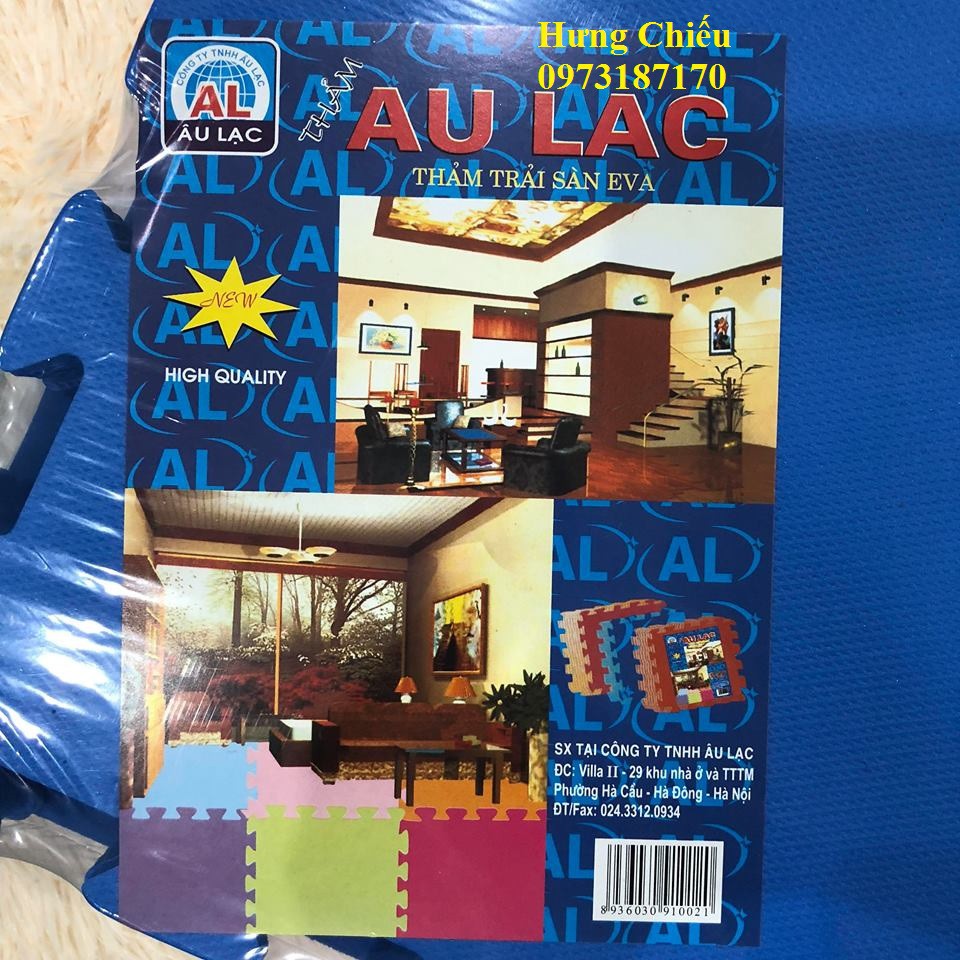 Hưng Chiếu
0973187170
CÔNG TY TNHH ÂU LẠC
AL
ÂU LẠC
THẢM
AU LAC
THẢM TRẢI SÀN EVA
NEW
HIGH QUALITY
AU LAC
SX TẠI CÔNG TY TNHH ÂU LẠC
ĐC: Villa II - 29 khu nhà ở và TTTM
Phường Hà Cầu - Hà Đông - Hà Nội
ĐT/Fax: 024.3312.0934
8936030910021